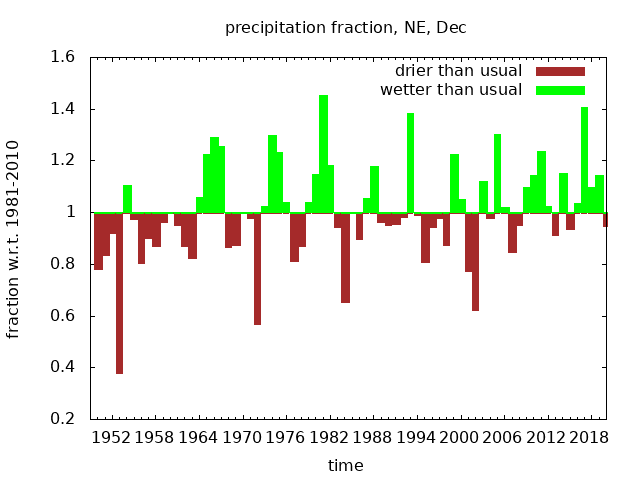 precipitation fraction, NE, Dec
drier than usual
wetter than usual
fraction w.r.t. 1981-2010
1.6
1.4
1.2
1
0.8
0.6
0.4
0.2
1952 1958 1964 1970 1976 1982 1988 1994 2000 2006 2012 2018
time